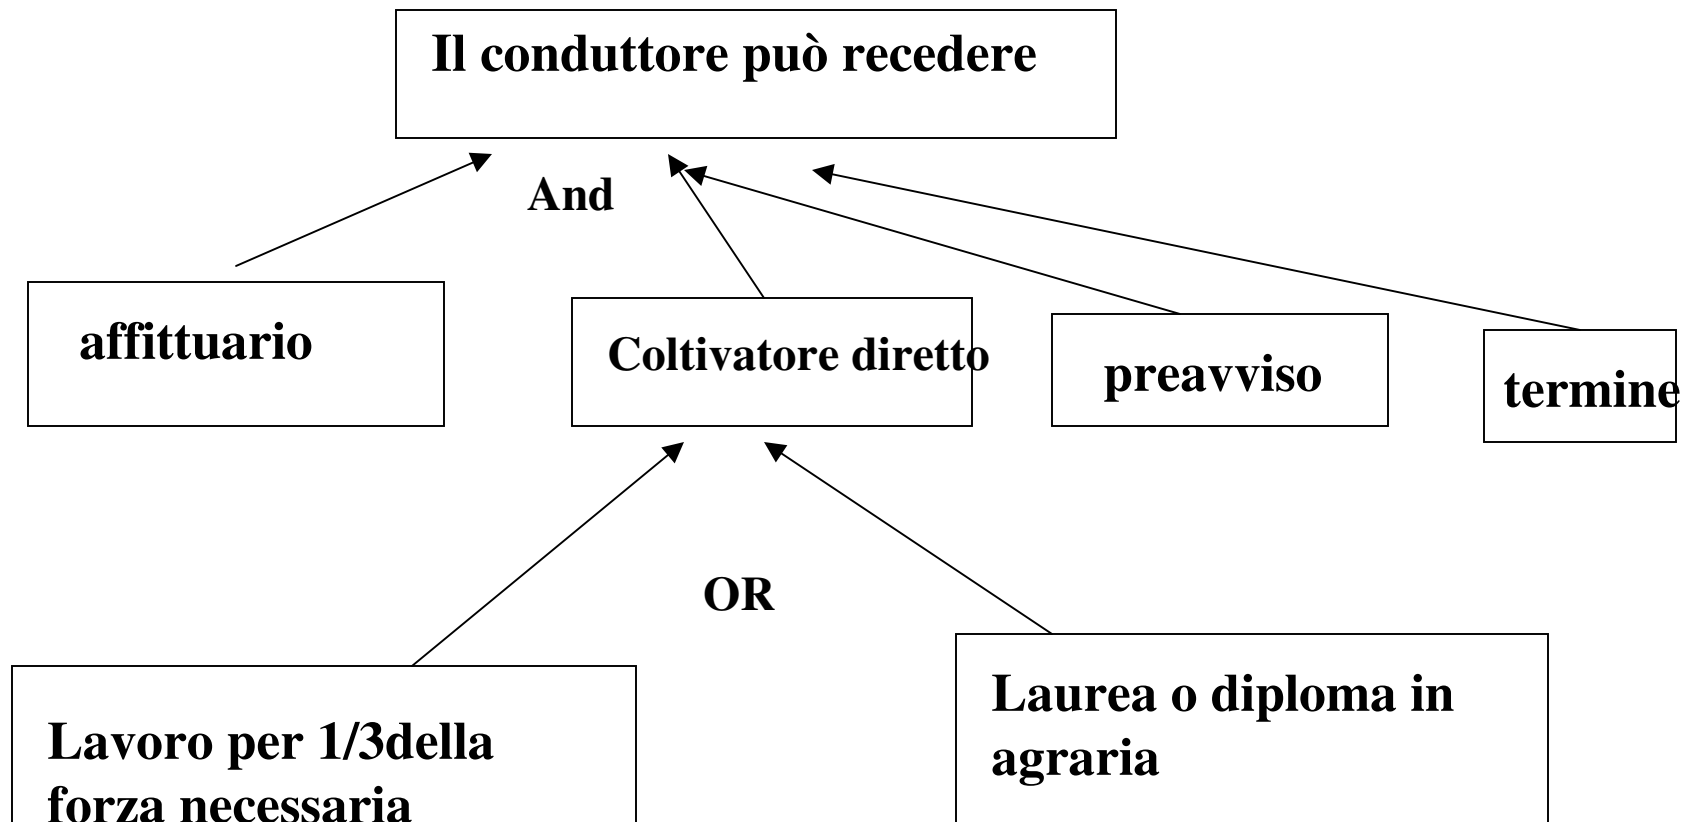 Il conduttore può recedere
And
affittuario
Coltivatore diretto
preavviso
termine
OR
Lavoro per 1/3della
forza necessaria
Laurea o diploma in
agraria